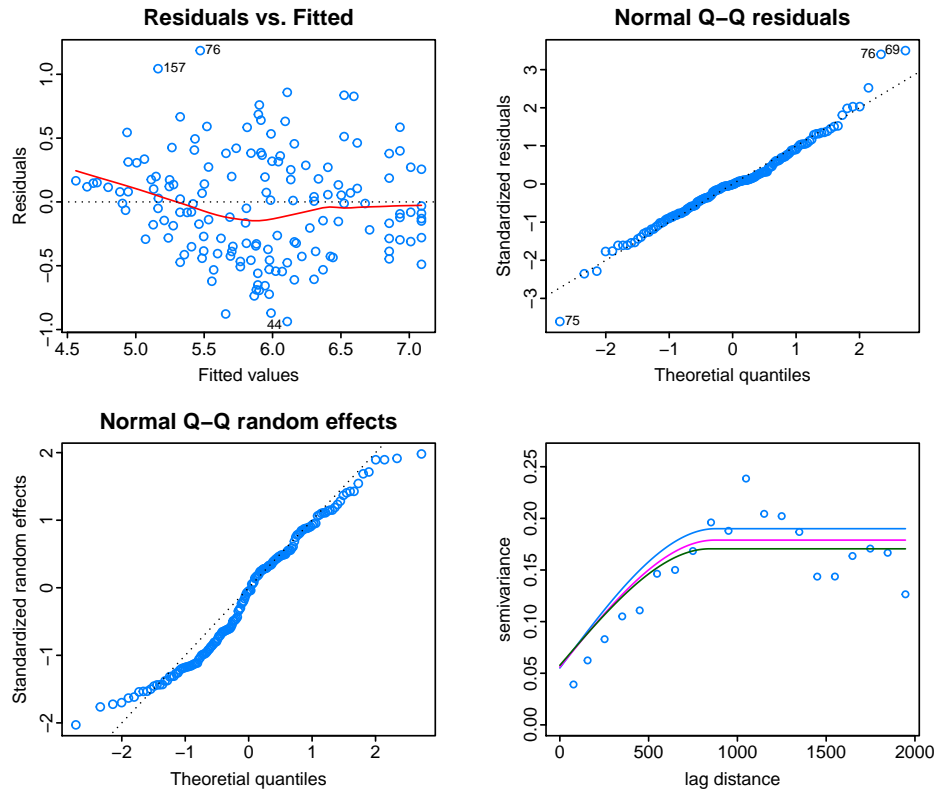 Residuals vs. Fitted
Residuals
1.0
0.5
0.0
−0.5
−1.0
76
157
44
4.5 5.0 5.5 6.0 6.5 7.0
Fitted values
Normal Q−Q residuals
Standardized residuals
3
2
1
0
−1
−2
−3
76
69
75
−2 −1 0 1 2
Theoretial quantiles
Normal Q−Q random effects
Standardized random effects
2
1
0
−1
−2
−2 −1 0 1 2
Theoretial quantiles
semivariance
0.25
0.20
0.15
0.10
0.05
0.00
0 500 1000 1500 2000
lag distance